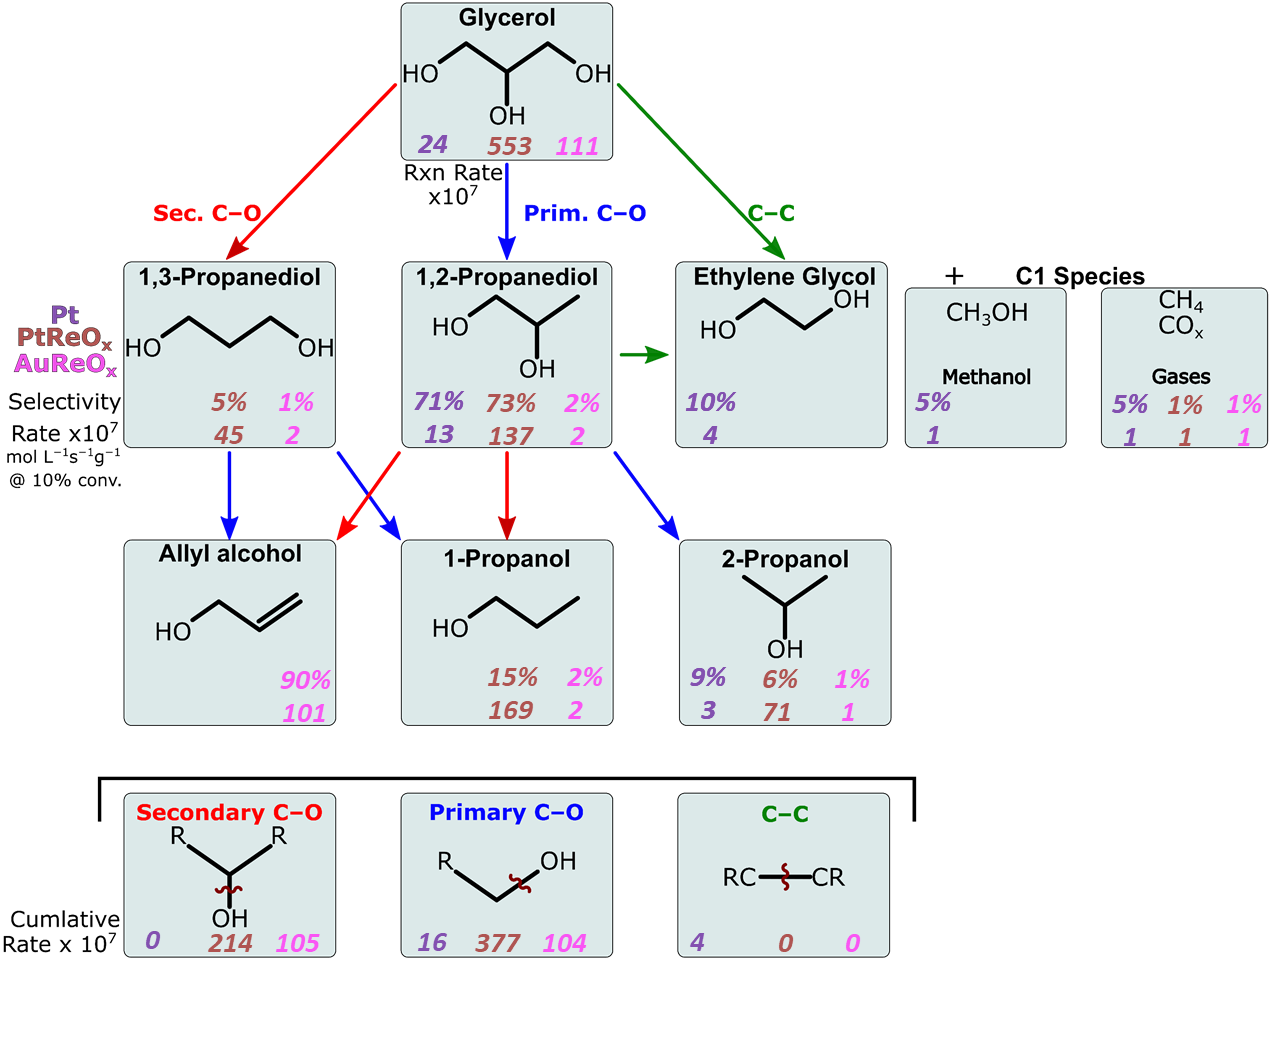 Glycerol
HO
OH
OH
24 553 111
Rxn Rate
x10⁷
Sec. C–O
Prim. C–O
C–C
1,3-Propanediol
HO
OH
5% 1%
45 2
1,2-Propanediol
HO
OH
71% 73% 2%
13 137 2
Ethylene Glycol
OH
HO
10%
4
+ C1 Species
CH₃OH
Methanol
5%
1
CH₄
COₓ
Gases
5% 1% 1%
1 1 1
Pt
PtReOₓ
AuReOₓ
Selectivity
Rate x10⁷
mol L⁻¹s⁻¹g⁻¹
@ 10% conv.
Allyl alcohol
HO
90%
101
1-Propanol
HO
15% 2%
169 2
2-Propanol
OH
9% 6% 1%
3 71 1
Secondary C–O
R R
OH
0 214 105
Primary C–O
R OH
16 377 104
C–C
RC CR
4 0 0
Cumlative
Rate x 10⁷